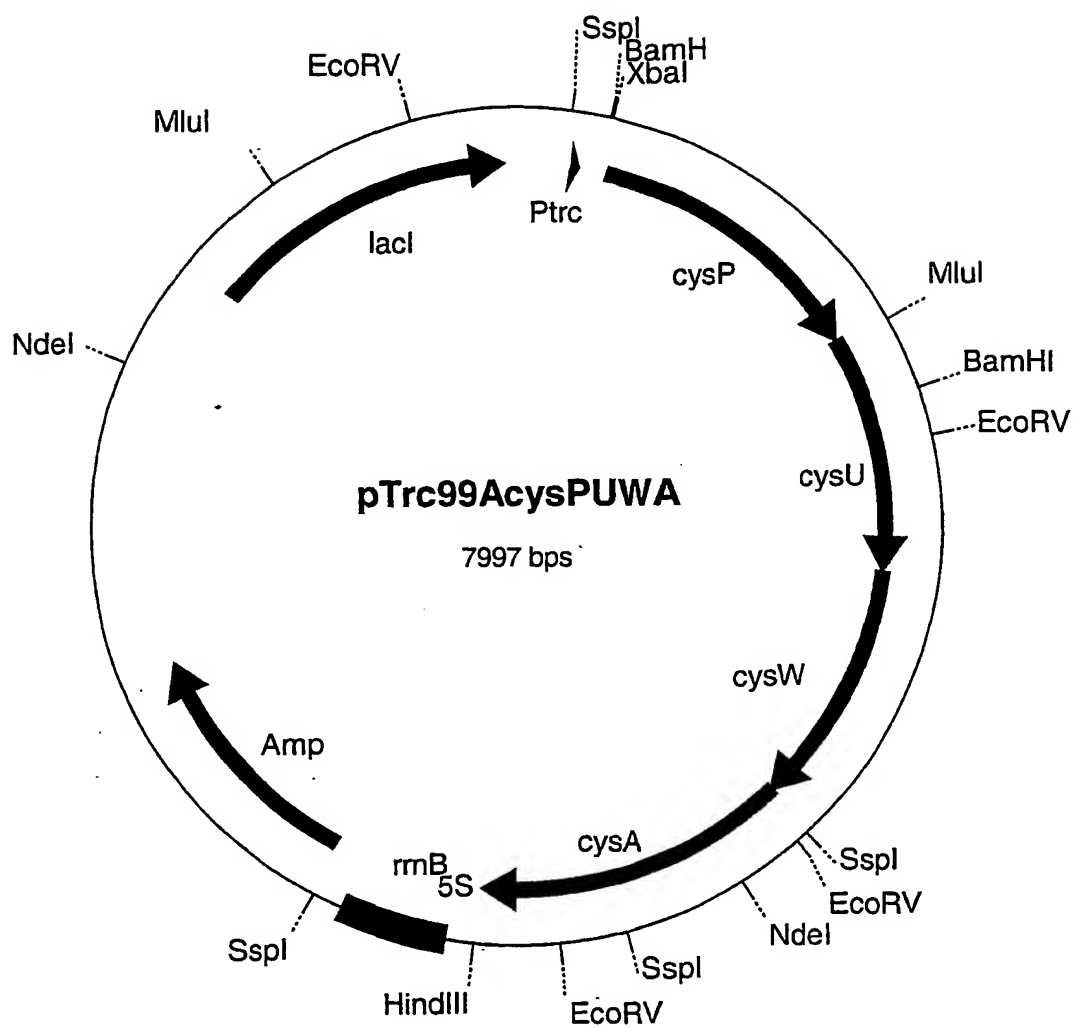 SspI
BamH
XbaI
EcoRV
MluI
Ptrc
lacI
cysP
MluI
NdeI
BamHI
EcoRV
cysU
pTrc99AcysPUWA
7997 bps
cysW
Amp
cysA
rrnB
5S
SspI
EcoRV
NdeI
SspI
SspI
HindIII
EcoRV